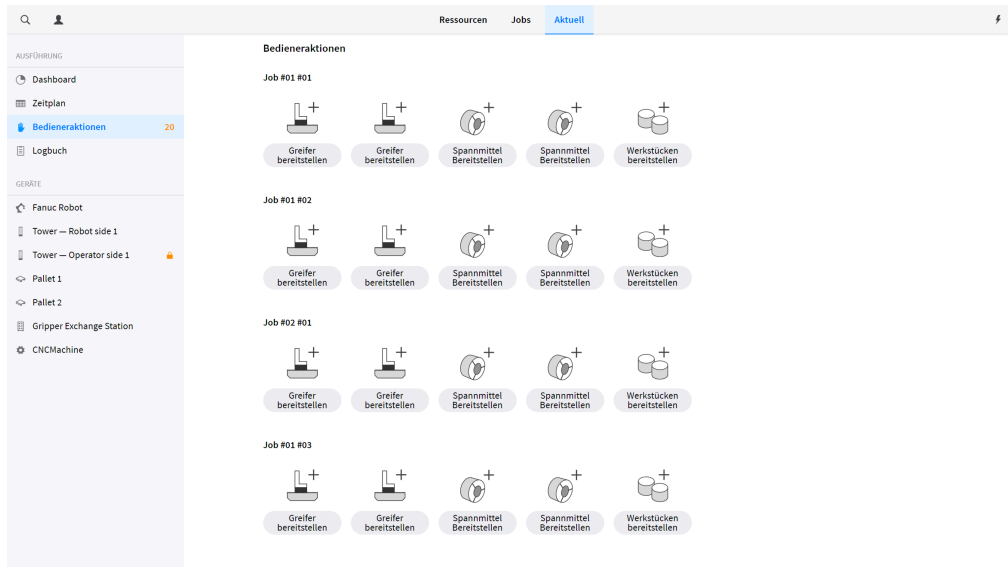 Ressourcen Jobs Aktuell
AUSFÜHRUNG
Dashboard
Zeitplan
Bedieneraktionen 20
Logbuch
GERÄTE
Fanuc Robot
Tower — Robot side 1
Tower — Operator side 1
Pallet 1
Pallet 2
Gripper Exchange Station
CNCMachine
Bedieneraktionen
Job #01 #01
Greifer bereitstellen
Greifer bereitstellen
Spannmittel Bereitstellen
Spannmittel Bereitstellen
Werkstücken bereitstellen
Job #01 #02
Greifer bereitstellen
Greifer bereitstellen
Spannmittel Bereitstellen
Spannmittel Bereitstellen
Werkstücken bereitstellen
Job #02 #01
Greifer bereitstellen
Greifer bereitstellen
Spannmittel Bereitstellen
Spannmittel Bereitstellen
Werkstücken bereitstellen
Job #01 #03
Greifer bereitstellen
Greifer bereitstellen
Spannmittel Bereitstellen
Spannmittel Bereitstellen
Werkstücken bereitstellen